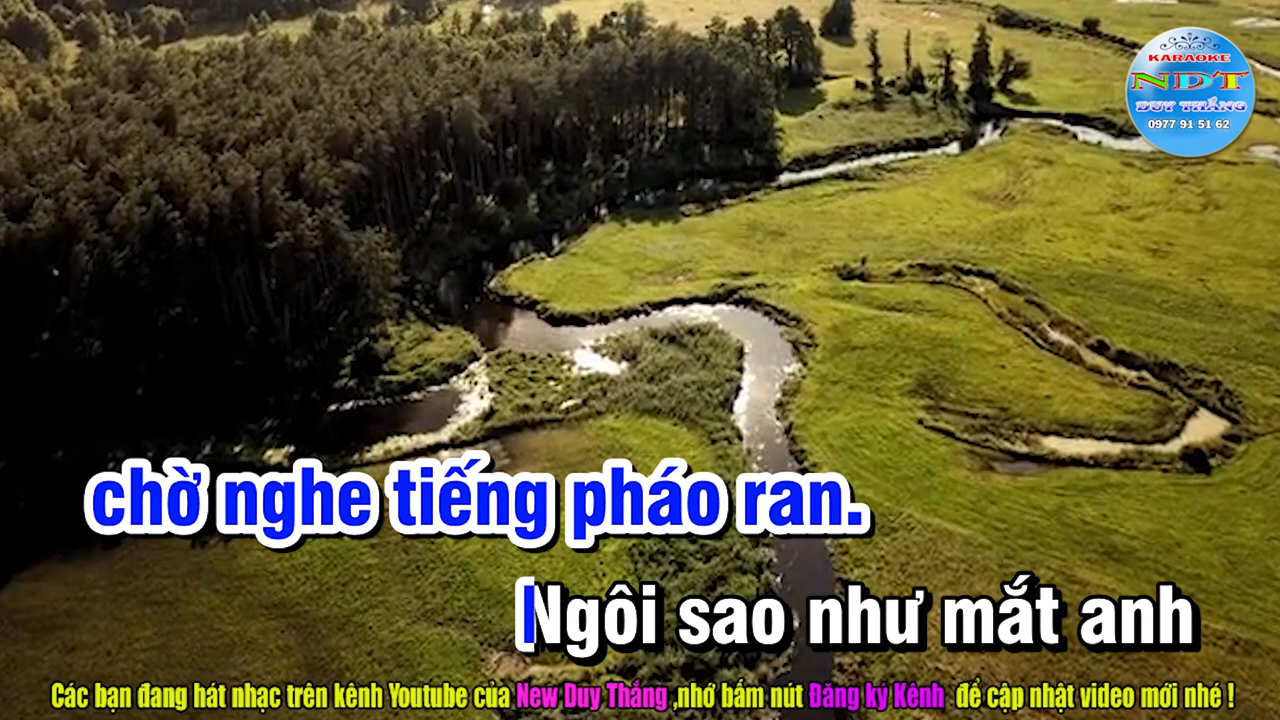 KARAOKE
NDT
DUY THẮNG
0977 91 51 62
chờ nghe tiếng pháo ran.
Ngôi sao như mắt anh
Các bạn đang hát nhạc trên kênh Youtube của New Duy Thắng ,nhớ bấm nút Đăng ký Kênh để cập nhật video mới nhé !